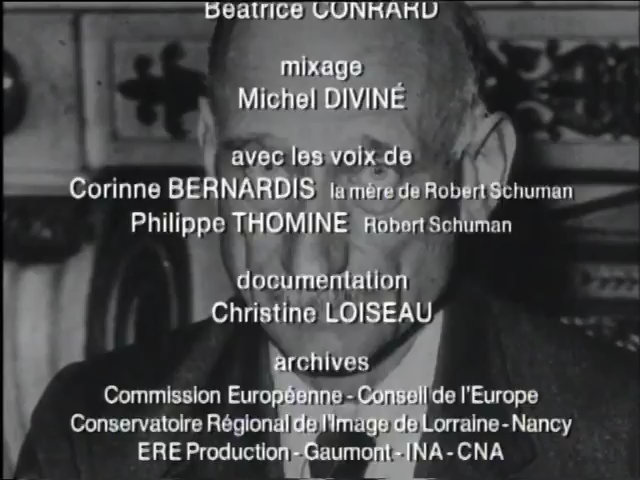 Béatrice CONRARD
mixage
Michel DIVINÉ
avec les voix de
Corinne BERNARDIS la mère de Robert Schuman
Philippe THOMINE Robert Schuman
documentation
Christine LOISEAU
archives
Commission Européenne - Conseil de l'Europe
Conservatoire Régional de l'Image de Lorraine - Nancy
ERE Production - Gaumont - INA - CNA